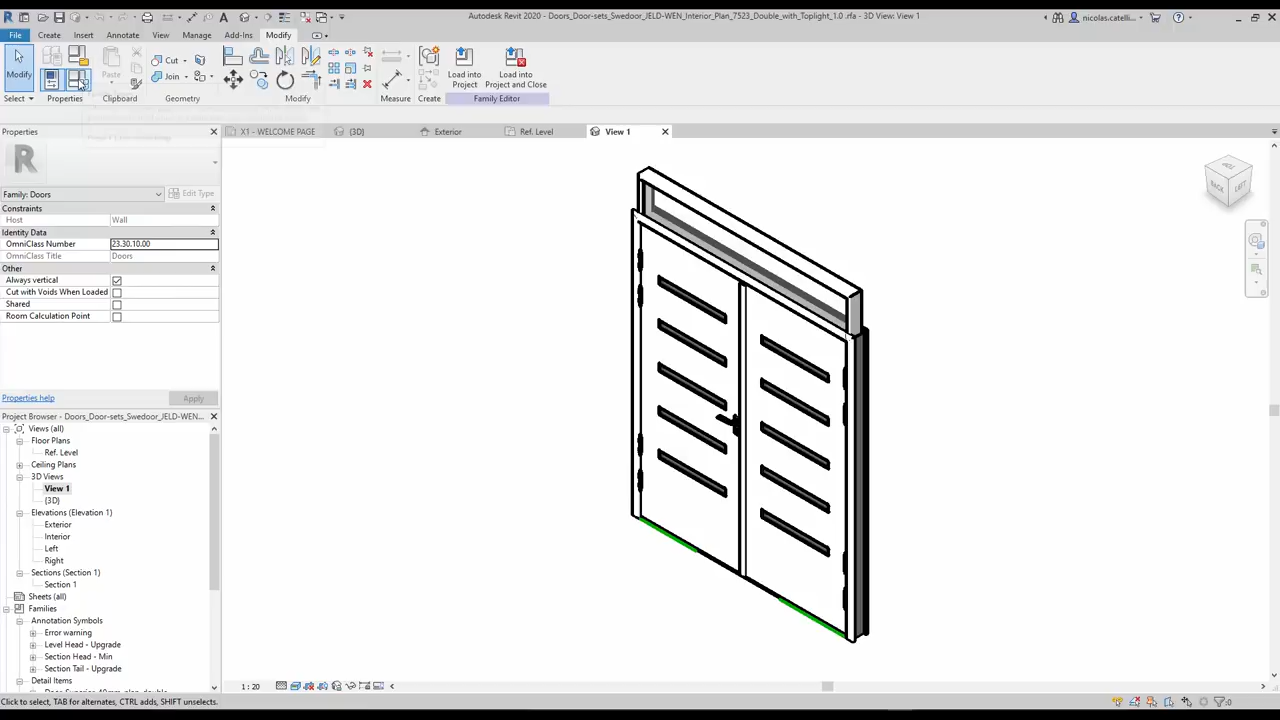 Autodesk Revit 2020 - Doors_Door-sets_Swedoor_JELD-WEN_Interior_Plan_7523_Double_with_Toplight_1.0 .rfa - 3D View: View 1
nicolas.catelli...
File Create Insert Annotate View Manage Add-Ins Modify
Modify
Paste
Cut
Join
Load into
Project
Load into
Project and Close
Select Properties Clipboard Geometry Modify Measure Create Family Editor
Properties
X1 - WELCOME PAGE
{3D}
Exterior
Ref. Level
View 1
Family: Doors
Edit Type
Constraints
Host Wall
Identity Data
OmniClass Number 23.30.10.00
OmniClass Title Doors
Other
Always vertical
Cut with Voids When Loaded
Shared
Room Calculation Point
Properties help
Apply
Project Browser - Doors_Door-sets_Swedoor_JELD-WEN...
Views (all)
Floor Plans
Ref. Level
Ceiling Plans
3D Views
View 1
{3D}
Elevations (Elevation 1)
Exterior
Interior
Left
Right
Sections (Section 1)
Section 1
Sheets (all)
Families
Annotation Symbols
Error warning
Level Head - Upgrade
Section Head - Min
Section Tail - Upgrade
Detail Items
BACK LEFT
1 : 20
Click to select, TAB for alternates, CTRL adds, SHIFT unselects.
:0